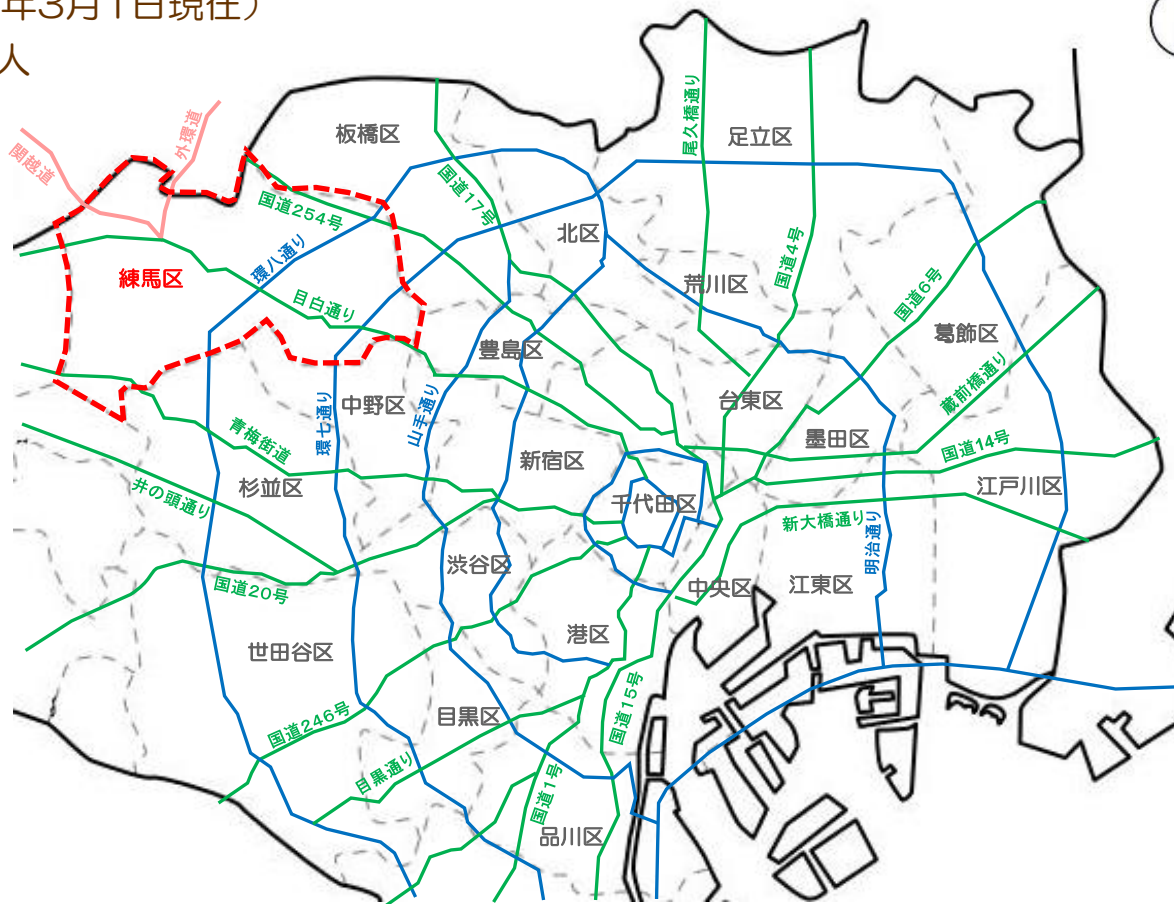 年3月1日現在）
人
尾久橋通り
足立区
板橋区
外環道
関越道
国道17号
国道254号
北区
環八通り
国道4号
練馬区
荒川区
国道6号
目白通り
葛飾区
豊島区
蔵前橋通り
中野区
台東区
山手通り
環七通り
墨田区
青梅街道
国道14号
新宿区
杉並区
江戸川区
井の頭通り
千代田区
新大橋通り
明治通り
渋谷区
国道20号
中央区
江東区
港区
世田谷区
国道15号
目黒区
国道246号
目黒通り
国道1号
品川区